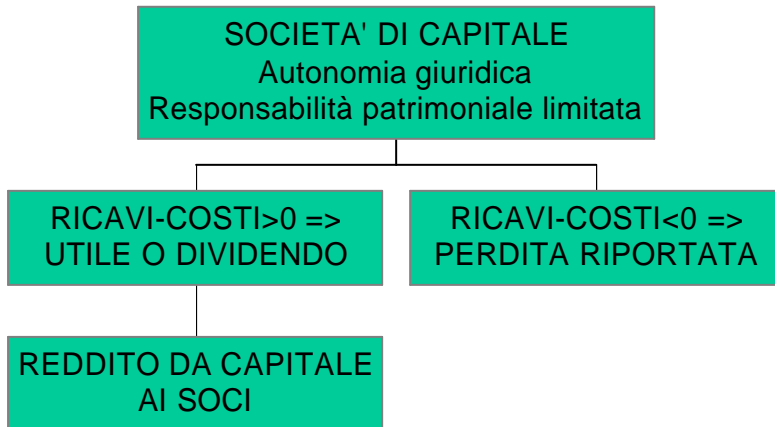 SOCIETA' DI CAPITALE
Autonomia giuridica
Responsabilità patrimoniale limitata
RICAVI-COSTI>0 =>
UTILE O DIVIDENDO
RICAVI-COSTI<0 =>
PERDITA RIPORTATA
REDDITO DA CAPITALE
AI SOCI